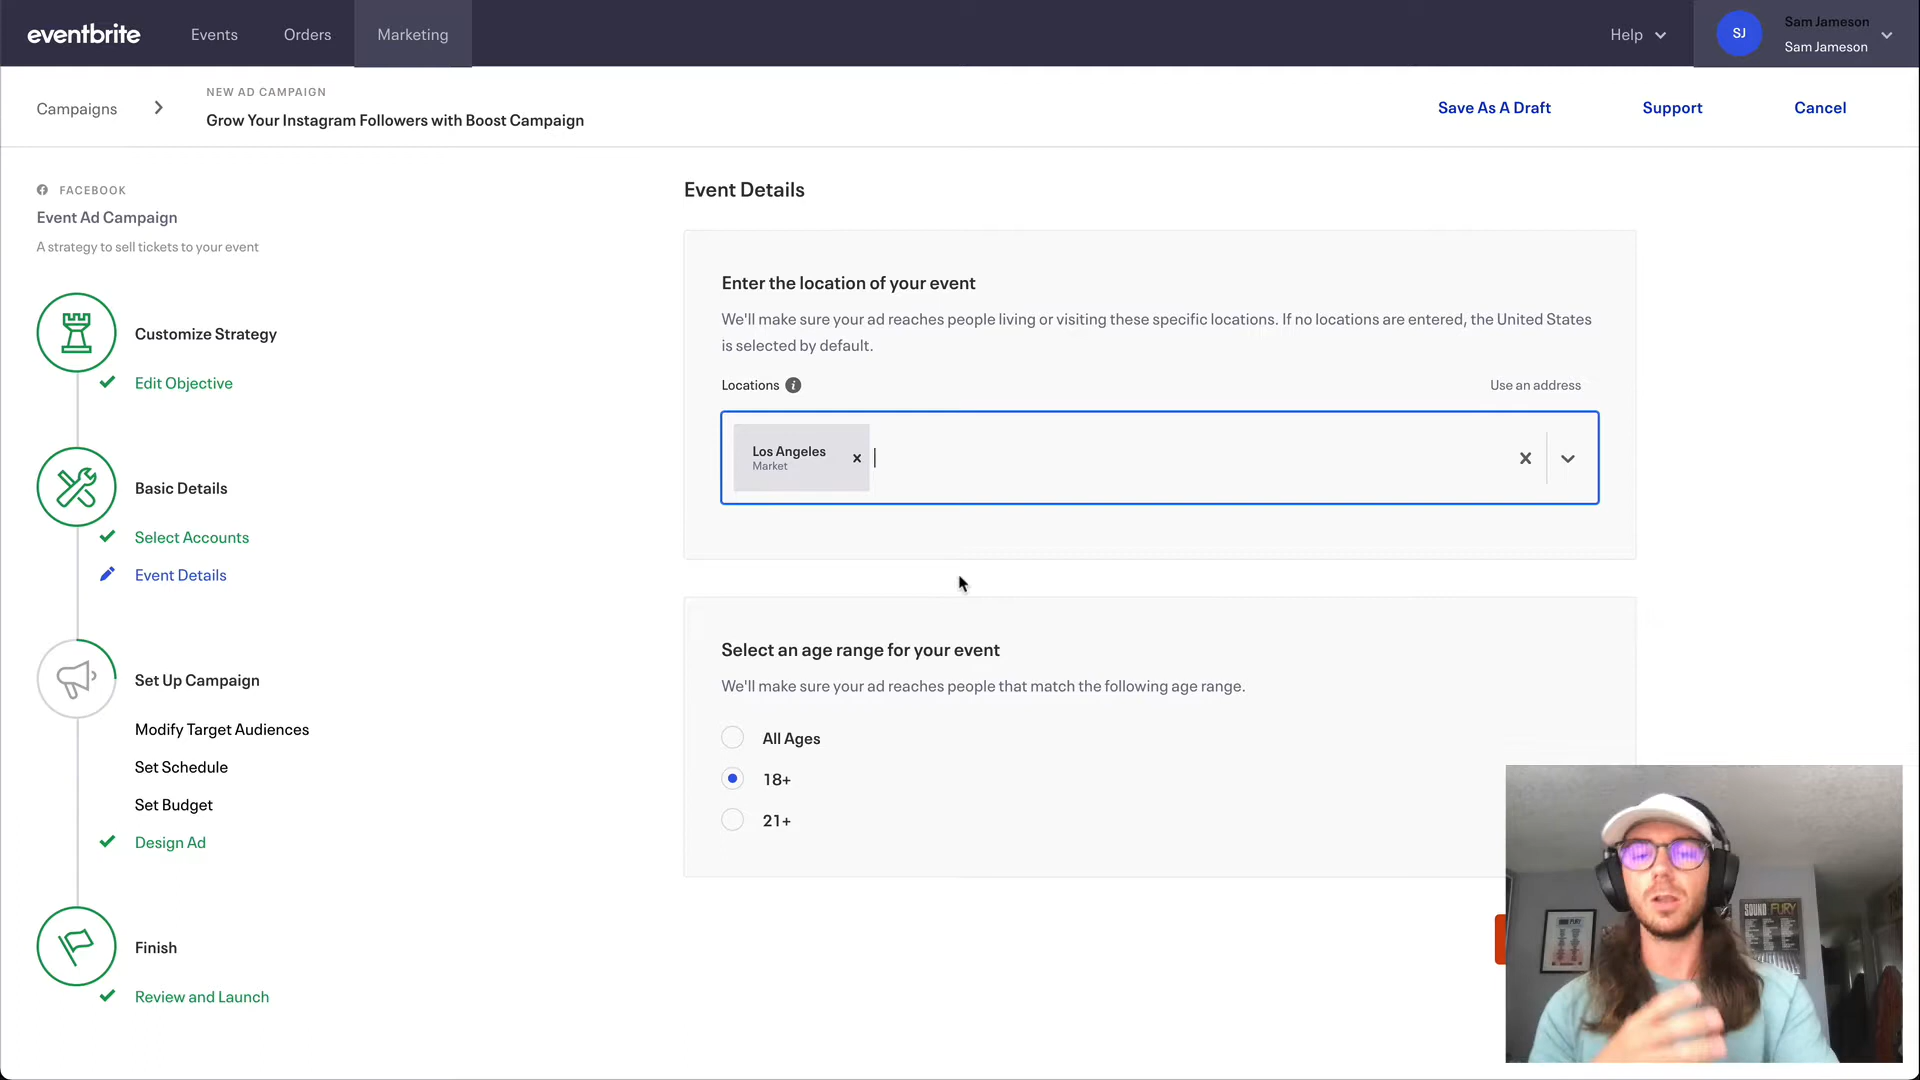 eventbrite
Events
Orders
Marketing
Help
SJ
Sam Jameson
Sam Jameson
Campaigns
NEW AD CAMPAIGN
Grow Your Instagram Followers with Boost Campaign
Save As A Draft
Support
Cancel
FACEBOOK
Event Ad Campaign
A strategy to sell tickets to your event
Customize Strategy
Edit Objective
Basic Details
Select Accounts
Event Details
Set Up Campaign
Modify Target Audiences
Set Schedule
Set Budget
Design Ad
Finish
Review and Launch
Event Details
Enter the location of your event
We'll make sure your ad reaches people living or visiting these specific locations. If no locations are entered, the United States
is selected by default.
Locations
Use an address
Los Angeles
Market
Select an age range for your event
We'll make sure your ad reaches people that match the following age range.
All Ages
18+
21+
SOUND FURY